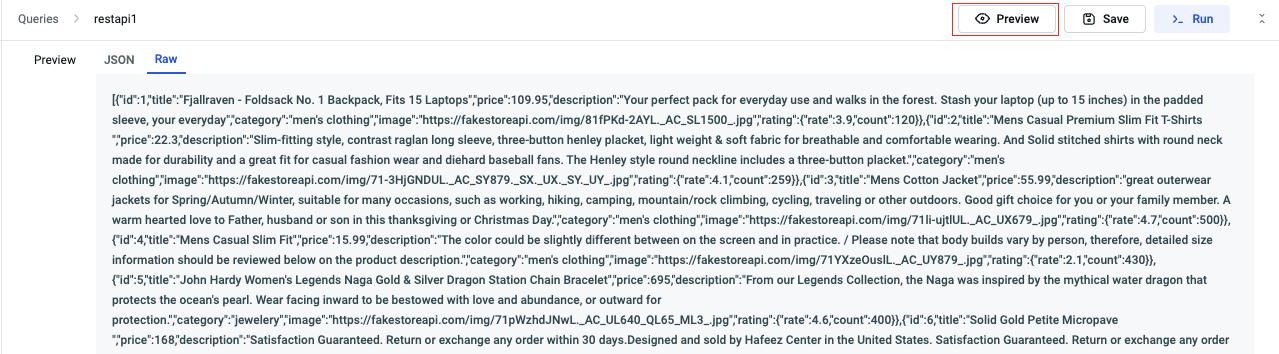 Queries > restapi1 Preview Save >_ Run
Preview JSON Raw
[{"id":1,"title":"Fjallraven - Foldsack No. 1 Backpack, Fits 15 Laptops","price":109.95,"description":"Your perfect pack for everyday use and walks in the forest. Stash your laptop (up to 15 inches) in the padded
sleeve, your everyday","category":"men's clothing","image":"https://fakestoreapi.com/img/81fPKd-2AYL._AC_SL1500_.jpg","rating":{"rate":3.9,"count":120}},{"id":2,"title":"Mens Casual Premium Slim Fit T-Shirts
","price":22.3,"description":"Slim-fitting style, contrast raglan long sleeve, three-button henley placket, light weight & soft fabric for breathable and comfortable wearing. And Solid stitched shirts with round neck
made for durability and a great fit for casual fashion wear and diehard baseball fans. The Henley style round neckline includes a three-button placket.","category":"men's
clothing","image":"https://fakestoreapi.com/img/71-3HjGNDUL._AC_SY879._SX._UX._SY._UY_.jpg","rating":{"rate":4.1,"count":259}},{"id":3,"title":"Mens Cotton Jacket","price":55.99,"description":"great outerwear
jackets for Spring/Autumn/Winter, suitable for many occasions, such as working, hiking, camping, mountain/rock climbing, cycling, traveling or other outdoors. Good gift choice for you or your family member. A
warm hearted love to Father, husband or son in this thanksgiving or Christmas Day.","category":"men's clothing","image":"https://fakestoreapi.com/img/71li-ujtlUL._AC_UX679_.jpg","rating":{"rate":4.7,"count":500}},
{"id":4,"title":"Mens Casual Slim Fit","price":15.99,"description":"The color could be slightly different between on the screen and in practice. / Please note that body builds vary by person, therefore, detailed size
information should be reviewed below on the product description.","category":"men's clothing","image":"https://fakestoreapi.com/img/71YXzeOuslL._AC_UY879_.jpg","rating":{"rate":2.1,"count":430}},
{"id":5,"title":"John Hardy Women's Legends Naga Gold & Silver Dragon Station Chain Bracelet","price":695,"description":"From our Legends Collection, the Naga was inspired by the mythical water dragon that
protects the ocean's pearl. Wear facing inward to be bestowed with love and abundance, or outward for
protection.","category":"jewelery","image":"https://fakestoreapi.com/img/71pWzhdJNwL._AC_UL640_QL65_ML3_.jpg","rating":{"rate":4.6,"count":400}},{"id":6,"title":"Solid Gold Petite Micropave
","price":168,"description":"Satisfaction Guaranteed. Return or exchange any order within 30 days.Designed and sold by Hafeez Center in the United States. Satisfaction Guaranteed. Return or exchange any order